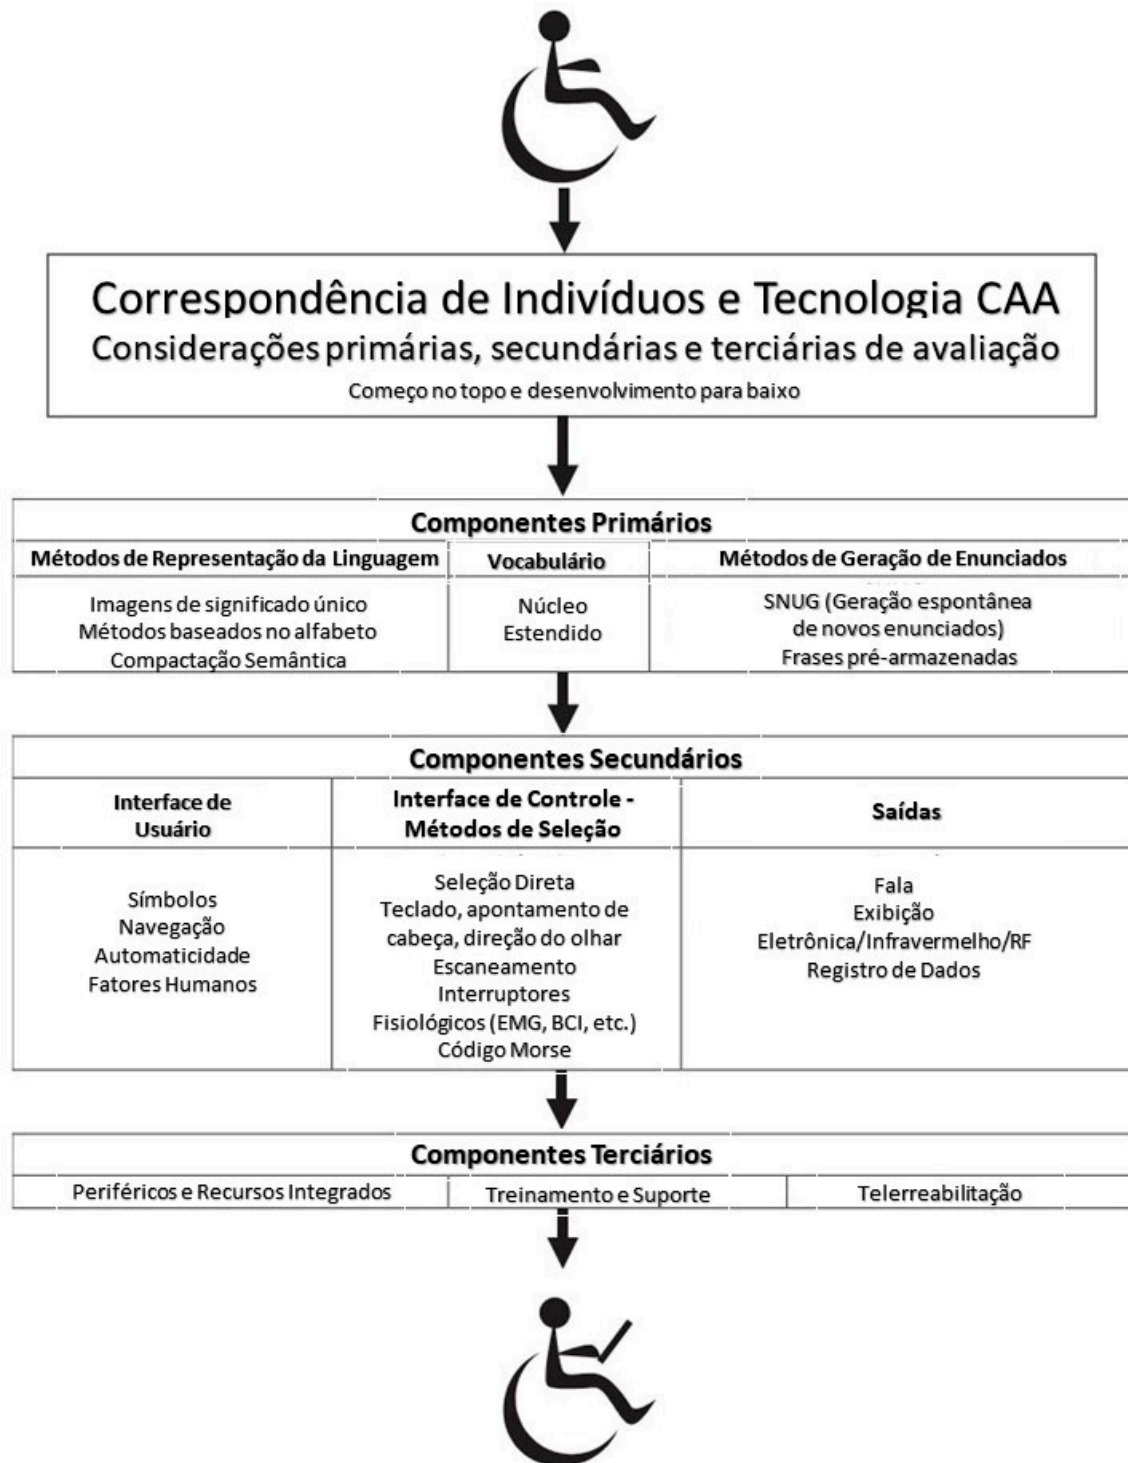 Correspondência de Indivíduos e Tecnologia CAA
Considerações primárias, secundárias e terciárias de avaliação
Começo no topo e desenvolvimento para baixo
Componentes Primários
Métodos de Representação da Linguagem
Vocabulário
Métodos de Geração de Enunciados
Imagens de significado único
Métodos baseados no alfabeto
Compactação Semântica
Núcleo
Estendido
SNUG (Geração espontânea
de novos enunciados)
Frases pré-armazenadas
Componentes Secundários
Interface de
Usuário
Interface de Controle -
Métodos de Seleção
Saídas
Símbolos
Navegação
Automaticidade
Fatores Humanos
Seleção Direta
Teclado, apontamento de
cabeça, direção do olhar
Escaneamento
Interruptores
Fisiológicos (EMG, BCI, etc.)
Código Morse
Fala
Exibição
Eletrônica/Infravermelho/RF
Registro de Dados
Componentes Terciários
Periféricos e Recursos Integrados
Treinamento e Suporte
Telerreabilitação